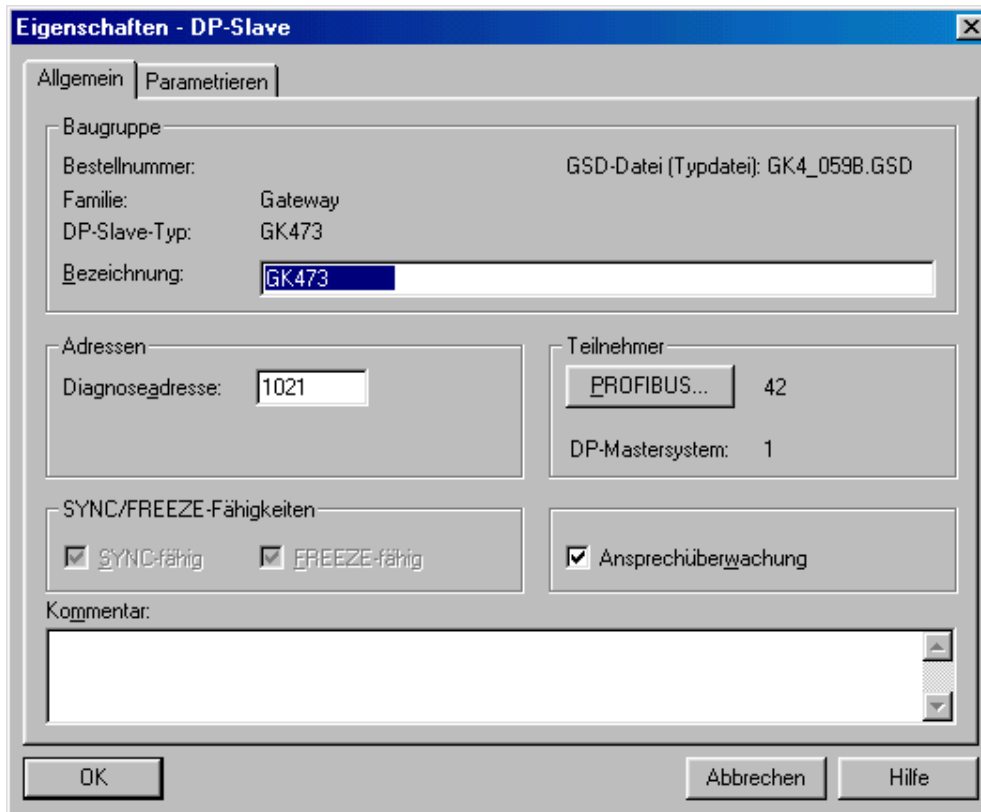 Eigenschaften - DP-Slave
Allgemein
Parametrieren
Baugruppe
Bestellnummer:
GSD-Datei (Typdatei): GK4_059B.GSD
Familie: Gateway
DP-Slave-Typ: GK473
Bezeichnung: GK473
Adressen
Diagnoseadresse: 1021
Teilnehmer
PROFIBUS... 42
DP-Mastersystem: 1
SYNC/FREEZE-Fähigkeiten
SYNC-fähig
FREEZE-fähig
Ansprechüberwachung
Kommentar:
OK
Abbrechen
Hilfe